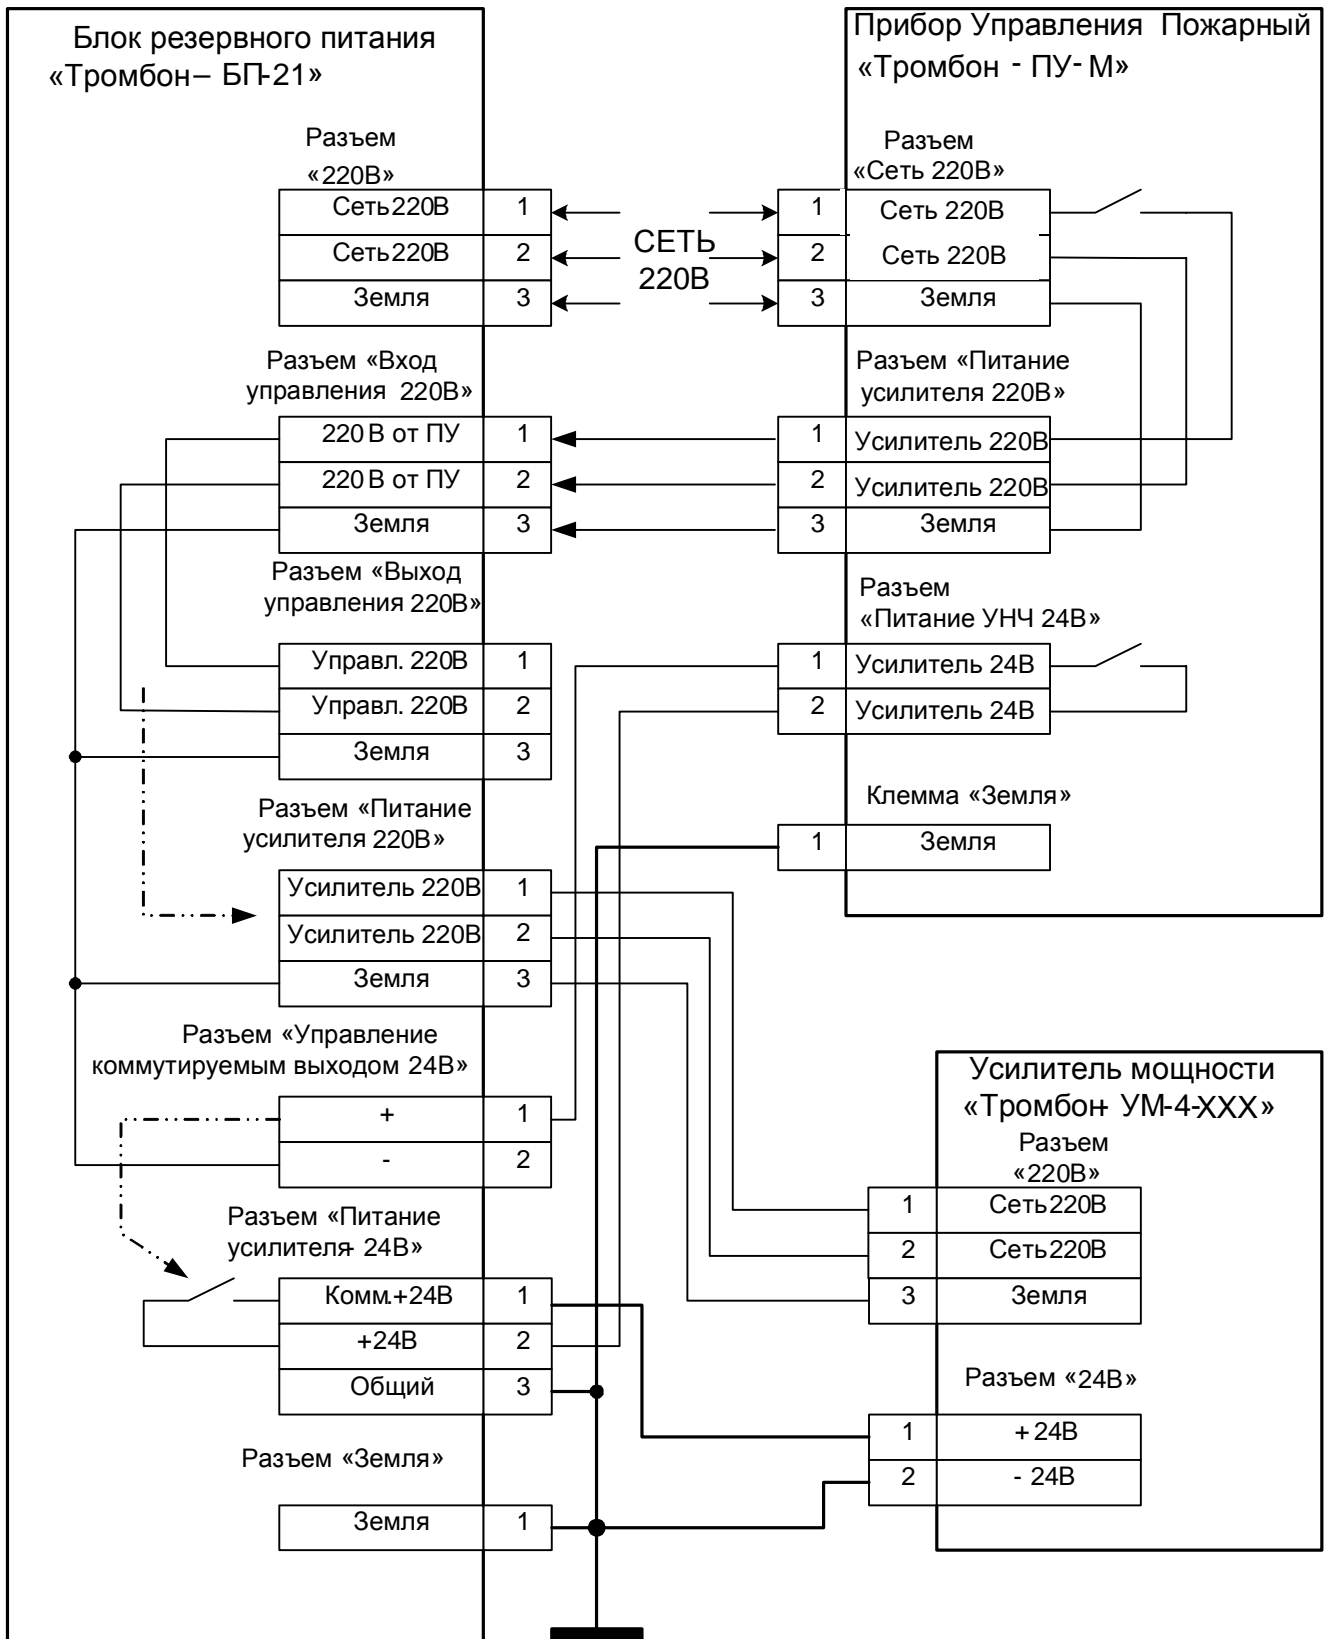 Блок резервного питания
«Тромбон– БП-21»
Разъем
«220В»
Сеть220В 1
Сеть220В 2
Земля 3
Разъем «Вход
управления 220В»
220 В от ПУ 1
220 В от ПУ 2
Земля 3
Разъем «Выход
управления 220В»
Управл. 220В 1
Управл. 220В 2
Земля 3
Разъем «Питание
усилителя 220В»
Усилитель 220В 1
Усилитель 220В 2
Земля 3
Разъем «Управление
коммутируемым выходом 24В»
+ 1
- 2
Разъем «Питание
усилителя- 24В»
Комм.+24В 1
+24В 2
Общий 3
Разъем «Земля»
Земля 1
СЕТЬ
220В
Прибор Управления Пожарный
«Тромбон - ПУ- М»
Разъем
«Сеть 220В»
1 Сеть 220В
2 Сеть 220В
3 Земля
Разъем «Питание
усилителя 220В»
1 Усилитель 220В
2 Усилитель 220В
3 Земля
Разъем
«Питание УНЧ 24В»
1 Усилитель 24В
2 Усилитель 24В
Клемма «Земля»
1 Земля
Усилитель мощности
«Тромбон- УМ-4-ХХХ»
Разъем
«220В»
1 Сеть220В
2 Сеть220В
3 Земля
Разъем «24В»
1 + 24В
2 - 24В